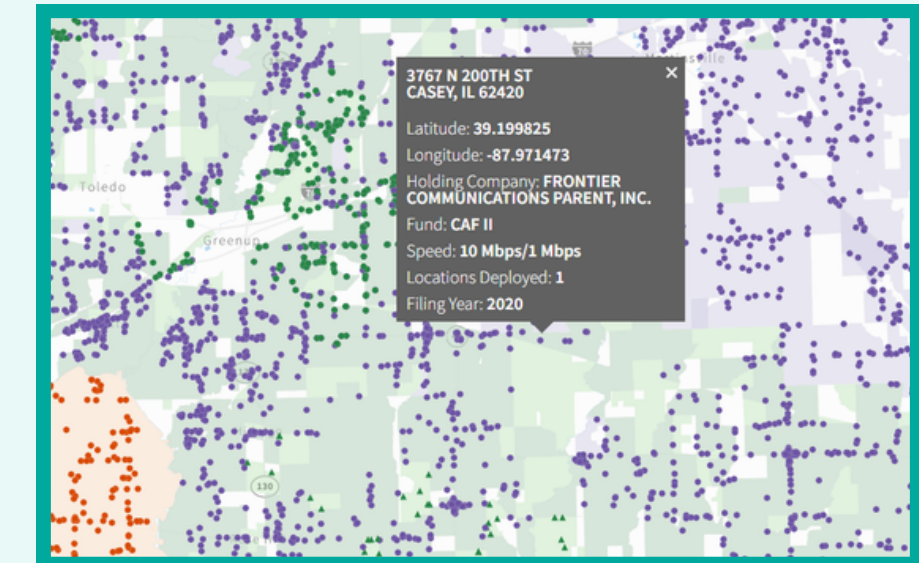 70
3767 N 200TH ST
CASEY, IL 62420
Latitude: 39.199825
Longitude: -87.971473
Holding Company: FRONTIER
COMMUNICATIONS PARENT, INC.
Fund: CAF II
Speed: 10 Mbps/1 Mbps
Locations Deployed: 1
Filing Year: 2020
Toledo
70
Greenup
130